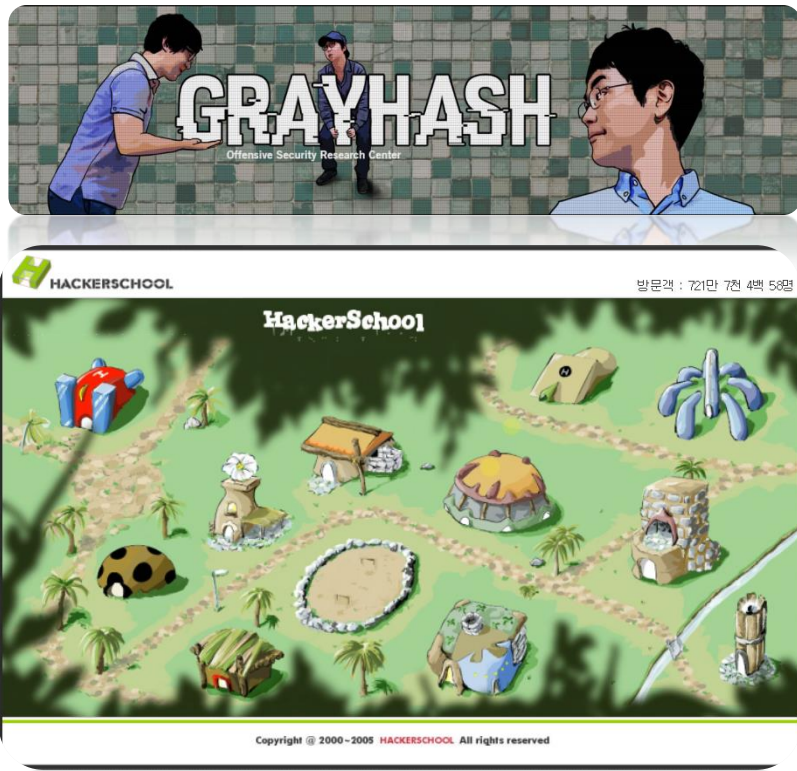 GRAYHASH
Offensive Security Research Center
HACKERSCHOOL
방문객 : 721만 7천 4백 58명
HackerSchool
H
Copyright @ 2000~2005 HACKERSCHOOL All rights reserved